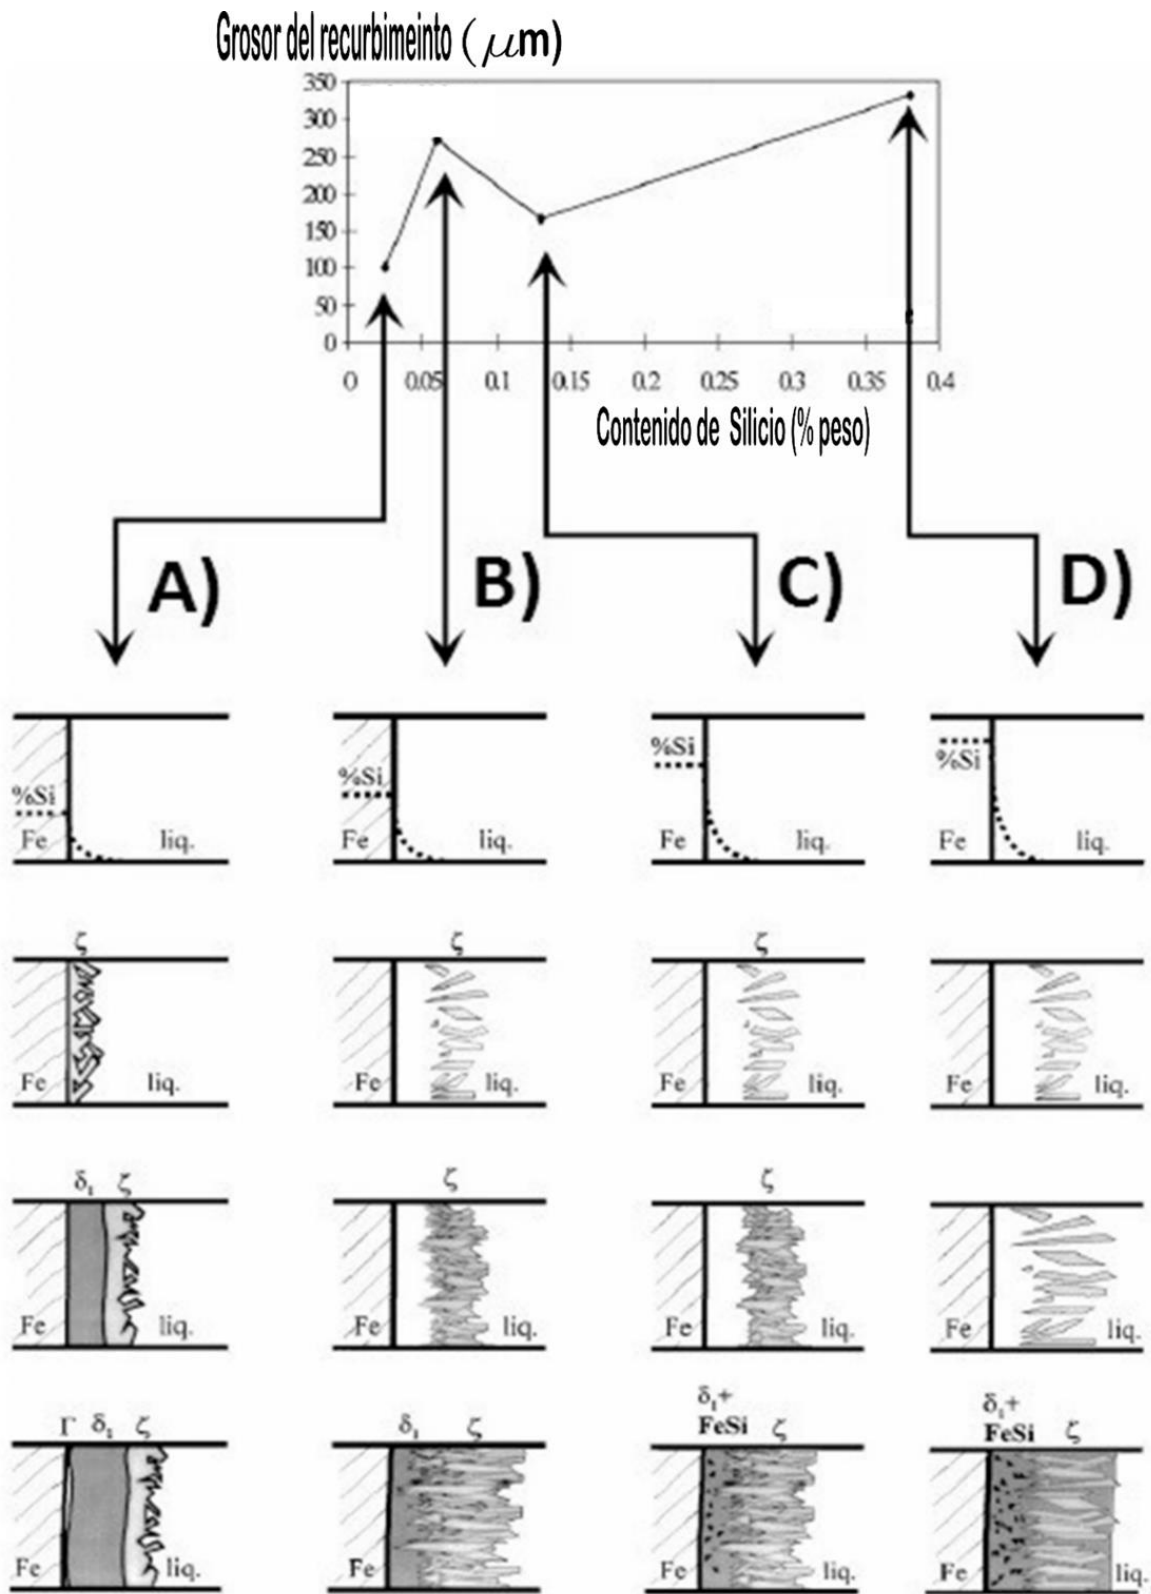 Grosor del recurbimeinto (μm)
350
300
250
200
150
100
50
0
0 0.05 0.1 0.15 0.2 0.25 0.3 0.35 0.4
Contenido de Silicio (% peso)
A) B) C) D)
%Si %Si %Si %Si
Fe liq. Fe liq. Fe liq. Fe liq.
ζ ζ ζ
Fe liq. Fe liq. Fe liq. Fe liq.
δ₁ ζ ζ ζ
Fe liq. Fe liq. Fe liq. Fe liq.
Γ δ₁ ζ δ₁ ζ δ₁+ FeSi ζ δ₁+ FeSi ζ
Fe liq. Fe liq. Fe liq. Fe liq.